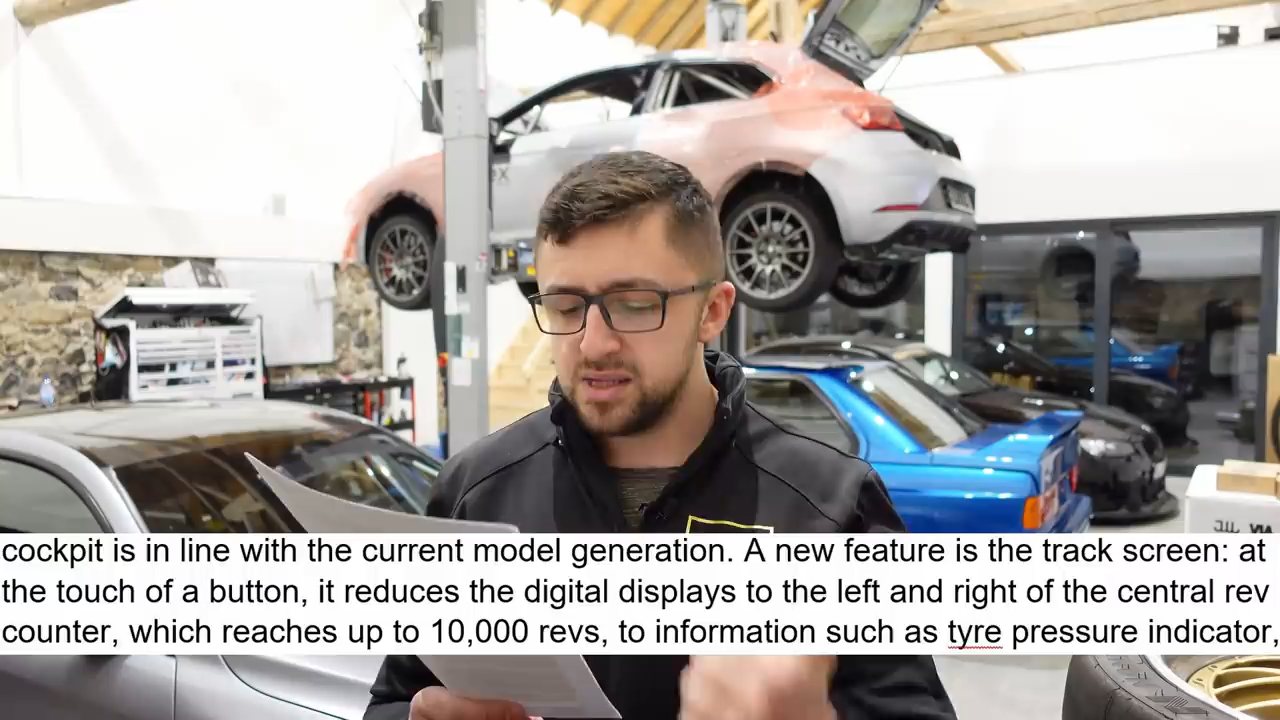 cockpit is in line with the current model generation. A new feature is the track screen: at
the touch of a button, it reduces the digital displays to the left and right of the central rev
counter, which reaches up to 10,000 revs, to information such as tyre pressure indicator,